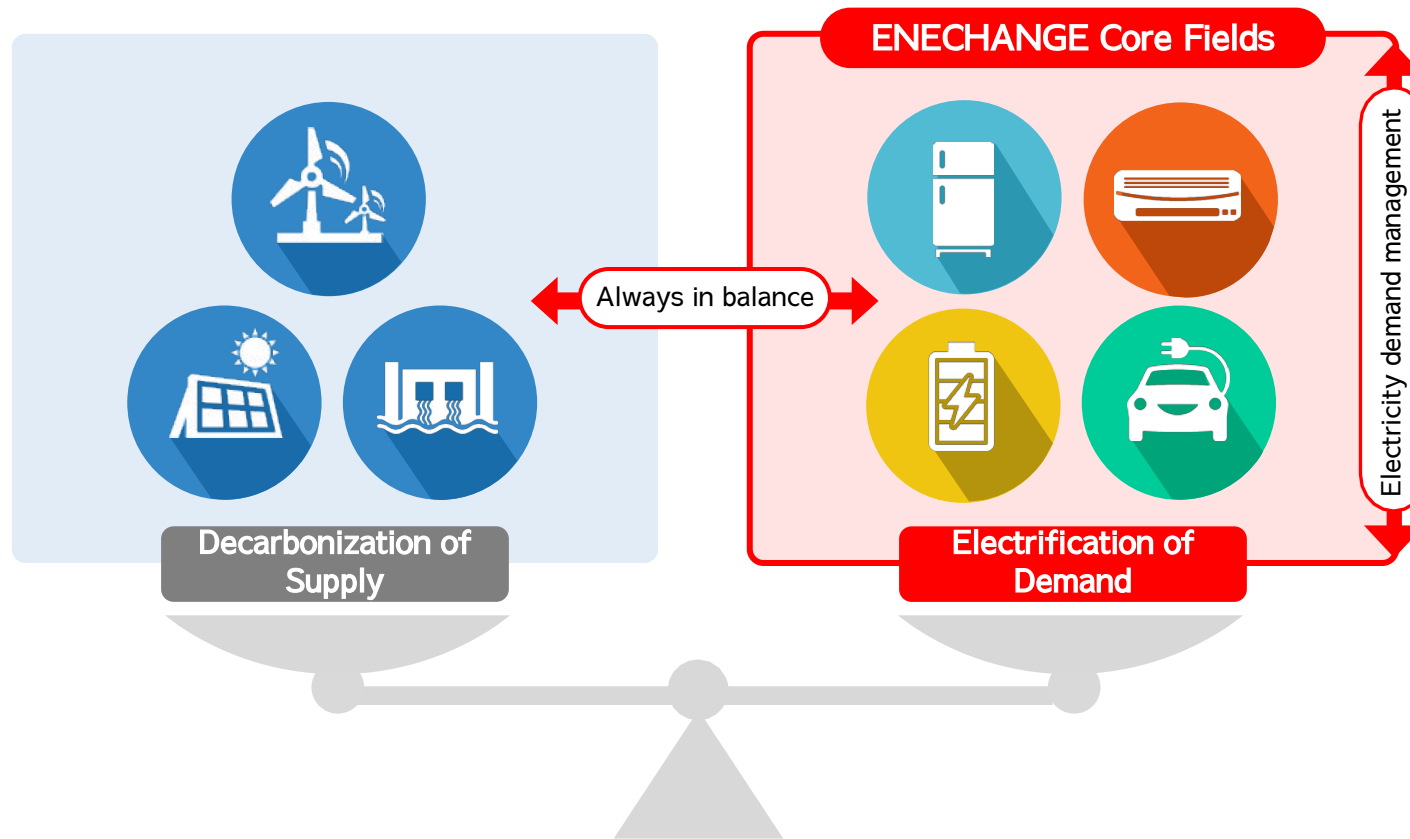 ENECHANGE Core Fields
Always in balance
Electricity demand management
Decarbonization of
Supply
Electrification of
Demand